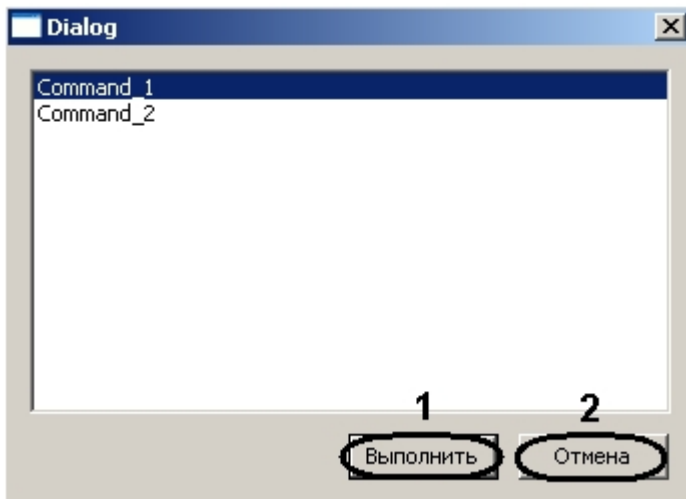 Dialog
Command_1
Command_2
1 2
Выполнить Отмена